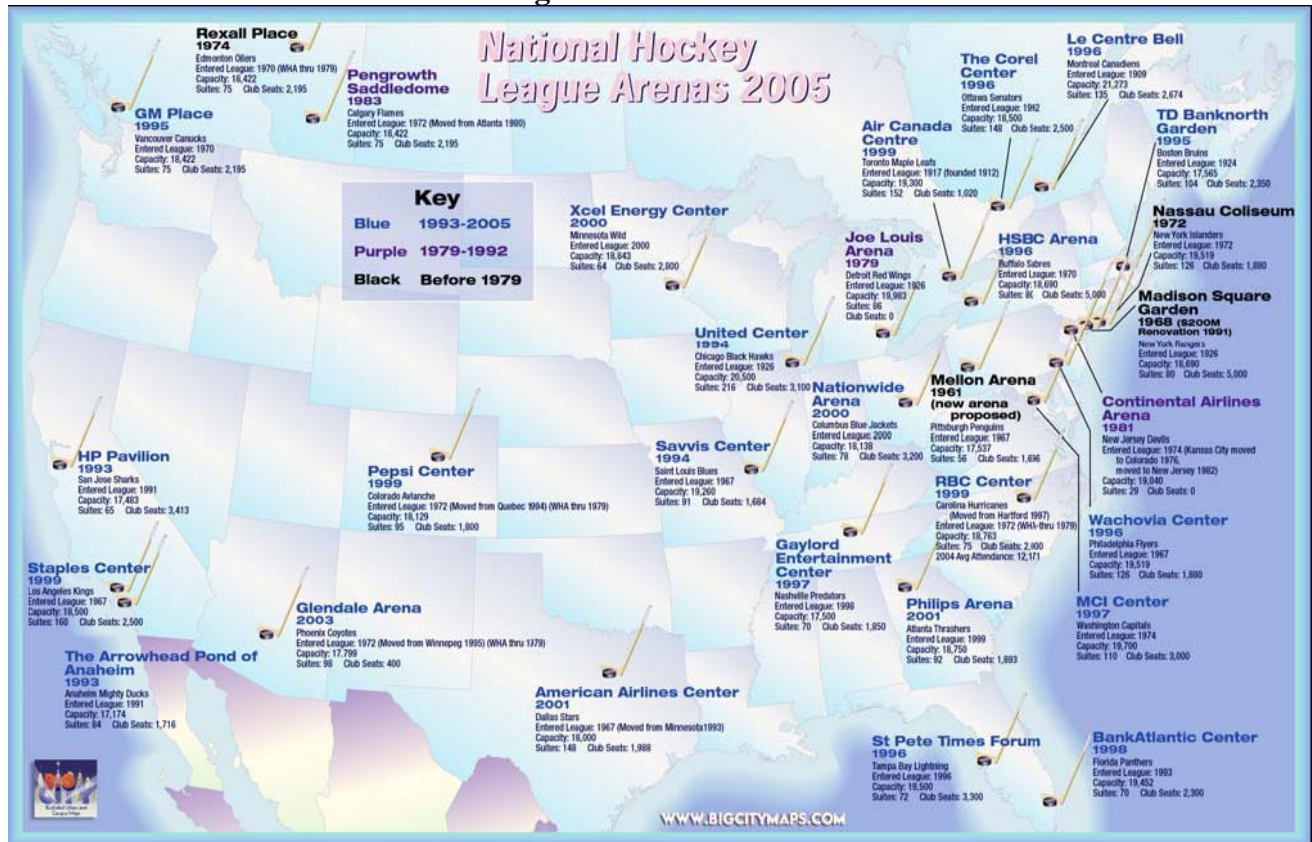 National Hockey
League Arenas 2005
Rexall Place
1974
Edmonton Oilers
Entered League: 1970 (WHA thru 1979)
Capacity: 18,422
Suites: 75 Club Seats: 2,195
Pengrowth
Saddledome
1983
Calgary Flames
Entered League: 1972 (Moved from Atlanta 1980)
Capacity: 18,422
Suites: 75 Club Seats: 2,195
GM Place
1995
Vancouver Canucks
Entered League: 1970
Capacity: 18,422
Suites: 75 Club Seats: 2,195
Key
Blue 1993-2005
Purple 1979-1992
Black Before 1979
Xcel Energy Center
2000
Minnesota Wild
Entered League: 2000
Capacity: 18,843
Suites: 64 Club Seats: 2,800
The Corel
Center
1996
Ottawa Senators
Entered League: 1992
Capacity: 18,500
Suites: 148 Club Seats: 2,500
Le Centre Bell
1996
Montreal Canadiens
Entered League: 1909
Capacity: 21,273
Suites: 135 Club Seats: 2,674
Air Canada
Centre
1999
Toronto Maple Leafs
Entered League: 1917 (founded 1912)
Capacity: 19,300
Suites: 152 Club Seats: 1,020
TD Banknorth
Garden
1995
Boston Bruins
Entered League: 1924
Capacity: 17,565
Suites: 104 Club Seats: 2,350
Nassau Coliseum
1972
New York Islanders
Entered League: 1972
Capacity: 19,519
Suites: 126 Club Seats: 1,880
Joe Louis
Arena
1979
Detroit Red Wings
Entered League: 1926
Capacity: 19,983
Suites: 86
Club Seats: 0
HSBC Arena
1996
Buffalo Sabres
Entered League: 1970
Capacity: 18,690
Suites: Club Seats: 5,000
Madison Square
Garden
1968 ($200M
Renovation 1991)
New York Rangers
Entered League: 1926
Capacity: 18,690
Suites: 80 Club Seats: 5,000
United Center
1994
Chicago Black Hawks
Entered League: 1926
Capacity: 20,500
Suites: 216 Club Seats: 3,100
Nationwide
Arena
2000
Columbus Blue Jackets
Entered League: 2000
Capacity: 18,138
Suites: 78 Club Seats: 3,200
Mellon Arena
1961
(new arena
proposed)
Pittsburgh Penguins
Entered League: 1967
Capacity: 17,537
Suites: 56 Club Seats: 1,696
Continental Airlines
Arena
1981
New Jersey Devils
Entered League: 1974 (Kansas City moved
to Colorado 1976,
moved to New Jersey 1982)
Capacity: 19,040
Suites: 29 Club Seats: 0
HP Pavilion
1993
San Jose Sharks
Entered League: 1991
Capacity: 17,483
Suites: 65 Club Seats: 3,413
Pepsi Center
1999
Colorado Avlanche
Entered League: 1972 (Moved from Quebec 1994) (WHA thru 1979)
Capacity: 18,129
Suites: 95 Club Seats: 1,800
Savvis Center
1994
Saint Louis Blues
Entered League: 1967
Capacity: 19,260
Suites: 91 Club Seats: 1,684
RBC Center
1999
Carolina Hurricanes
(Moved from Hartford 1997)
Entered League: 1972 (WHA-thru 1979)
Capacity: 18,763
Suites: 75 Club Seats:
2004 Avg Attendance: 12,171
Wachovia Center
1996
Philadelphia Flyers
Entered League: 1967
Capacity: 19,519
Suites: 126 Club Seats: 1,880
Gaylord
Entertainment
Center
1997
Nashville Predators
Entered League: 1998
Capacity: 17,500
Suites: 70 Club Seats: 1,850
Staples Center
1999
Los Angeles Kings
Entered League: 1967
Capacity: 18,500
Suites: 160 Club Seats: 2,500
Glendale Arena
2003
Phoenix Coyotes
Entered League: 1972 (Moved from Winnepeg 1995) (WHA thru 1979)
Capacity: 17,799
Suites: 98 Club Seats: 400
Philips Arena
2001
Atlanta Thrashers
Entered League: 1999
Capacity: 18,750
Suites: 92 Club Seats: 1,893
MCI Center
1997
Washington Capitals
Entered League: 1974
Capacity: 19,700
Suites: 110 Club Seats: 3,000
The Arrowhead Pond of
Anaheim
1993
Anaheim Mighty Ducks
Entered League: 1991
Capacity: 17,174
Suites: 84 Club Seats: 1,716
American Airlines Center
2001
Dallas Stars
Entered League: 1967 (Moved from Minnesota1993)
Capacity: 18,000
Suites: 148 Club Seats: 1,988
St Pete Times Forum
1996
Tampa Bay Lightning
Entered League: 1996
Capacity: 19,500
Suites: 72 Club Seats: 3,300
BankAtlantic Center
1998
Florida Panthers
Entered League: 1993
Capacity: 19,452
Suites: 70 Club Seats: 2,300
BIG
CITY
WWW.BIGCITYMAPS.COM